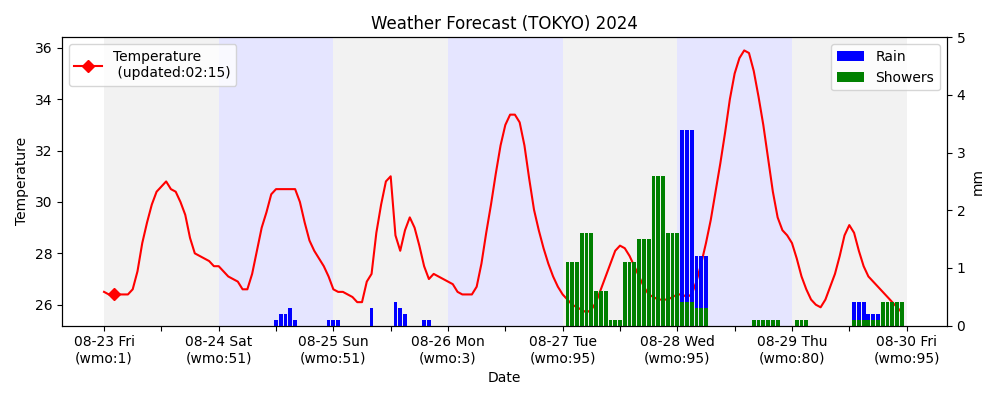 Weather Forecast (TOKYO) 2024
Temperature
(updated:02:15)
Rain
Showers
36
34
32
30
28
26
Temperature
5
4
3
2
1
0
mm
08-23 Fri
(wmo:1)
08-24 Sat
(wmo:51)
08-25 Sun
(wmo:51)
08-26 Mon
(wmo:3)
08-27 Tue
(wmo:95)
08-28 Wed
(wmo:95)
08-29 Thu
(wmo:80)
08-30 Fri
(wmo:95)
Date